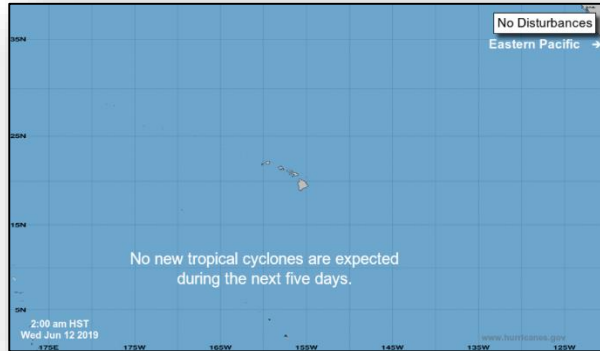 No Disturbances
Eastern Pacific →
35N
25N
15N
No new tropical cyclones are expected
during the next five days.
5N
2:00 am HST
Wed Jun 12 2019
www.hurricanes.gov
175E
175W
165W
155W
145W
135W
125W